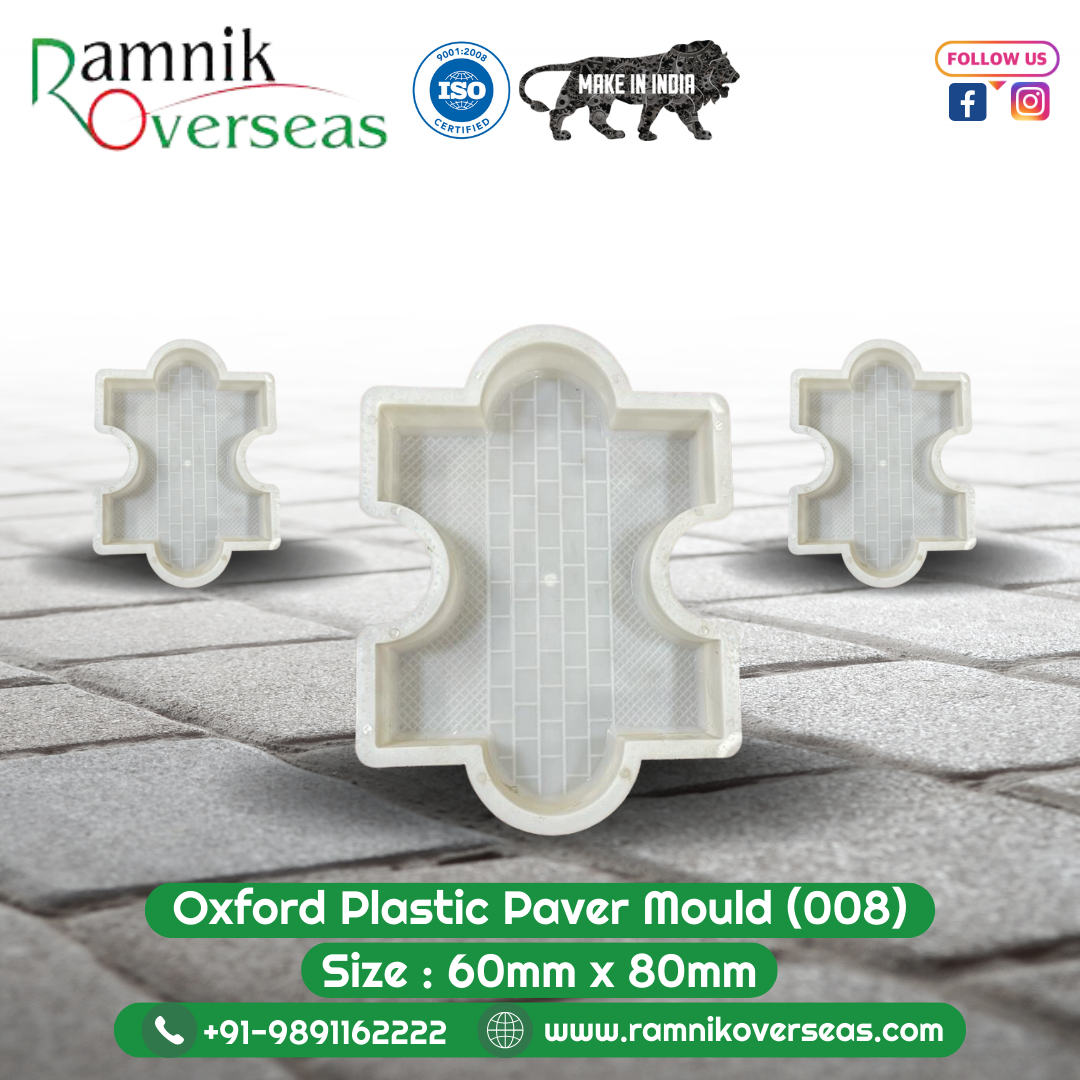 Ramnik
Overseas
9001:2008
ISO
CERTIFIED
MAKE IN INDIA
FOLLOW US
Oxford Plastic Paver Mould (008)
Size : 60mm x 80mm
+91-9891162222
www.ramnikoverseas.com